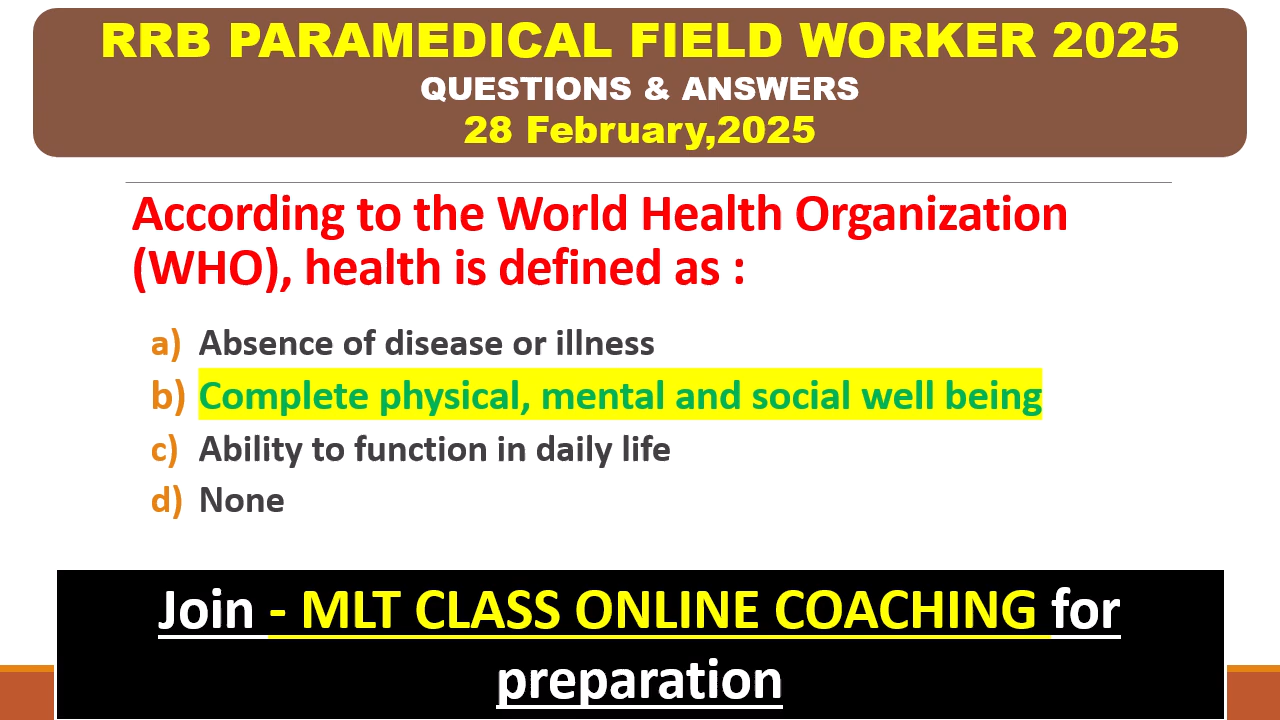 RRB PARAMEDICAL FIELD WORKER 2025
QUESTIONS & ANSWERS
28 February,2025
According to the World Health Organization
(WHO), health is defined as :
a) Absence of disease or illness
b) Complete physical, mental and social well being
c) Ability to function in daily life
d) None
Join - MLT CLASS ONLINE COACHING for
preparation